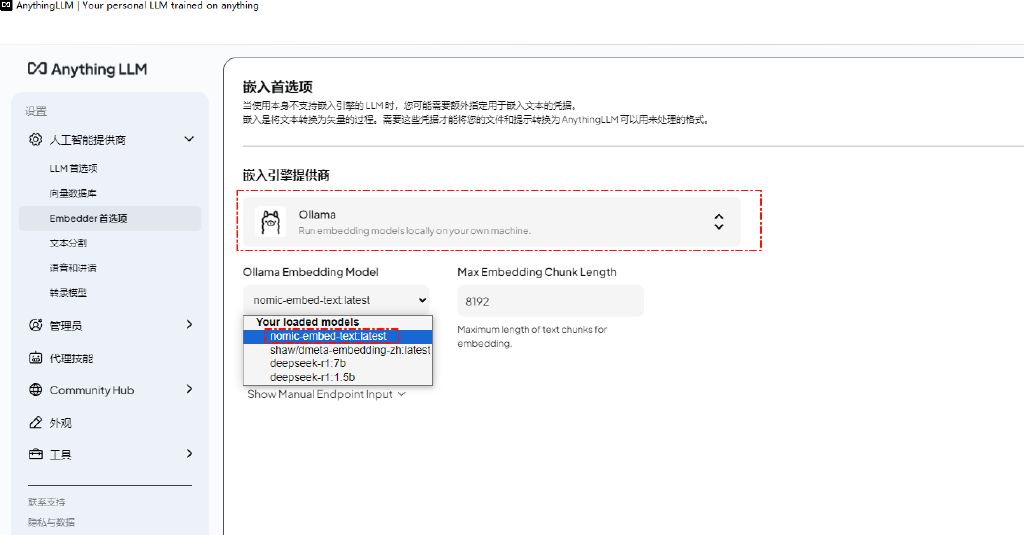 AnythingLLM | Your personal LLM trained on anything
Anything LLM
设置
人工智能提供商
LLM 首选项
向量数据库
Embedder 首选项
文本分割
语音和讲话
转录模型
管理员
代理技能
Community Hub
外观
工具
联系支持
隐私与数据
嵌入首选项
当使用本身不支持嵌入引擎的 LLM 时，您可能需要额外指定用于嵌入文本的凭据。
嵌入是将文本转换为矢量的过程。需要这些凭据才能将您的文件和提示转换为 AnythingLLM 可以用来处理的格式。
嵌入引擎提供商
Ollama
Run embedding models locally on your own machine.
Ollama Embedding Model
nomic-embed-text:latest
Your loaded models
nomic-embed-text:latest
shaw/dmeta-embedding-zh:latest
deepseek-r1:7b
deepseek-r1:1.5b
Show Manual Endpoint Input
Max Embedding Chunk Length
8192
Maximum length of text chunks for
embedding.